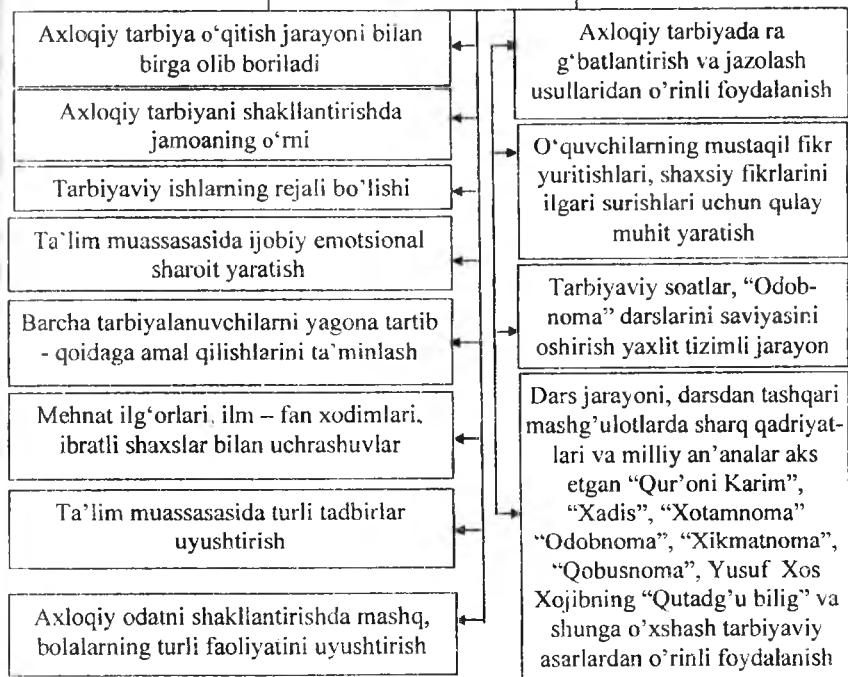 Axloqiy tarbiya o‘qitish jarayoni bilan
birga olib boriladi
Axloqiy tarbiyani shakllantirishda
jamoaning o‘rni
Tarbiyaviy ishlarning rejali bo‘lishi
Ta`lim muassasasida ijobiy emotsional
sharoit yaratish
Barcha tarbiyalanuvchilarni yagona tartib
- qoidaga amal qilishlarini ta`minlash
Mehnat ilg‘orlari, ilm – fan xodimlari,
ibratli shaxslar bilan uchrashuvlar
Ta`lim muassasasida turli tadbirlar
uyushtirish
Axloqiy odatni shakllantirishda mashq,
bolalarning turli faoliyatini uyushtirish
Axloqiy tarbiyada ra
g‘batlantirish va jazolash
usullaridan o’rinli foydalanish
O‘quvchilarning mustaqil fikr
yuritishlari, shaxsiy fikrlarini
ilgari surishlari uchun qulay
muhit yaratish
Tarbiyaviy soatlar, “Odob-
noma” darslarini saviyasini
oshirish yaxlit tizimli jarayon
Dars jarayoni, darsdan tashqari
mashg’ulotlarda sharq qadriyat-
lari va milliy an’analar aks
etgan “Qur’oni Karim”,
“Xadis”, “Xotamnoma”
“Odobnoma”, “Xikmatnoma”,
“Qobusnoma”, Yusuf Xos
Xojibning “Qutadg’u bilig” va
shunga o’xshash tarbiyaviy
asarlardan o’rinli foydalanish